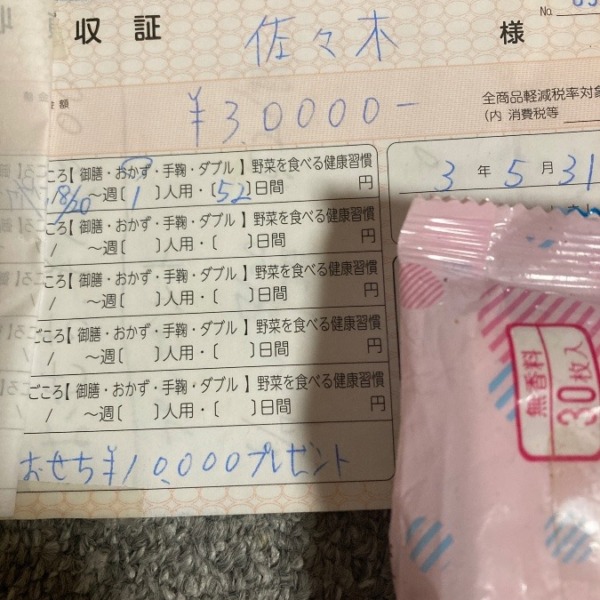 収 証
No.
佐々木 様
金額
¥30000-
全商品軽減税率対象
(内 消費税等
ごころ【 御膳・おかず・手鞠・ダブル 】 野菜を食べる健康習慣
18/20 ~週〔 1 〕人用・〔 52 〕日間 円
3 年 5 月 31
ごころ【 御膳・おかず・手鞠・ダブル 】 野菜を食べる健康習慣
/ ~週〔 〕人用・〔 〕日間 円
ごころ【 御膳・おかず・手鞠・ダブル 】 野菜を食べる健康習慣
/ / ~週〔 〕人用・〔 〕日間 円
ごころ【 御膳・おかず・手鞠・ダブル 】 野菜を食べる健康習慣
/ / ~週〔 〕人用・〔 〕日間 円
ごころ【 御膳・おかず・手鞠・ダブル 】 野菜を食べる健康習慣
/ / ~週〔 〕人用・〔 〕日間 円
おせち¥10,000プレゼント
無香料
30枚入